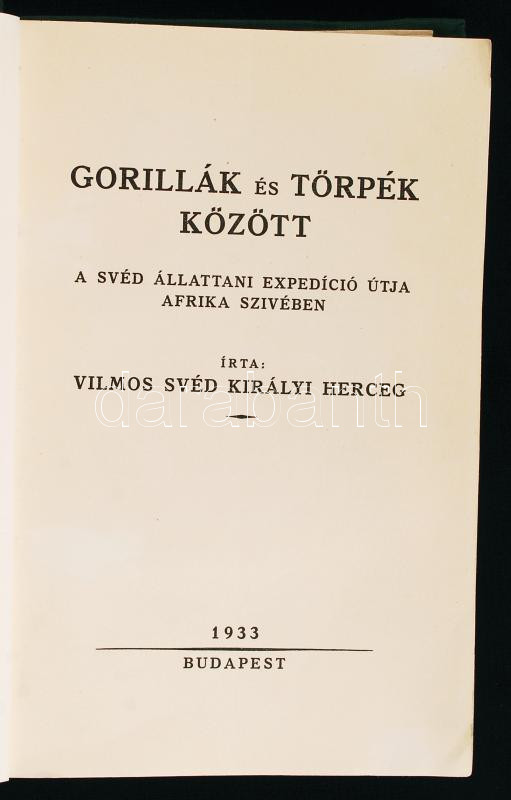 GORILLÁK ÉS TÖRPÉK
KÖZÖTT
A SVÉD ÁLLATTANI EXPEDÍCIÓ ÚTJA
AFRIKA SZIVÉBEN
ÍRTA:
VILMOS SVÉD KIRÁLYI HERCEG
darabanth
1933
BUDAPEST